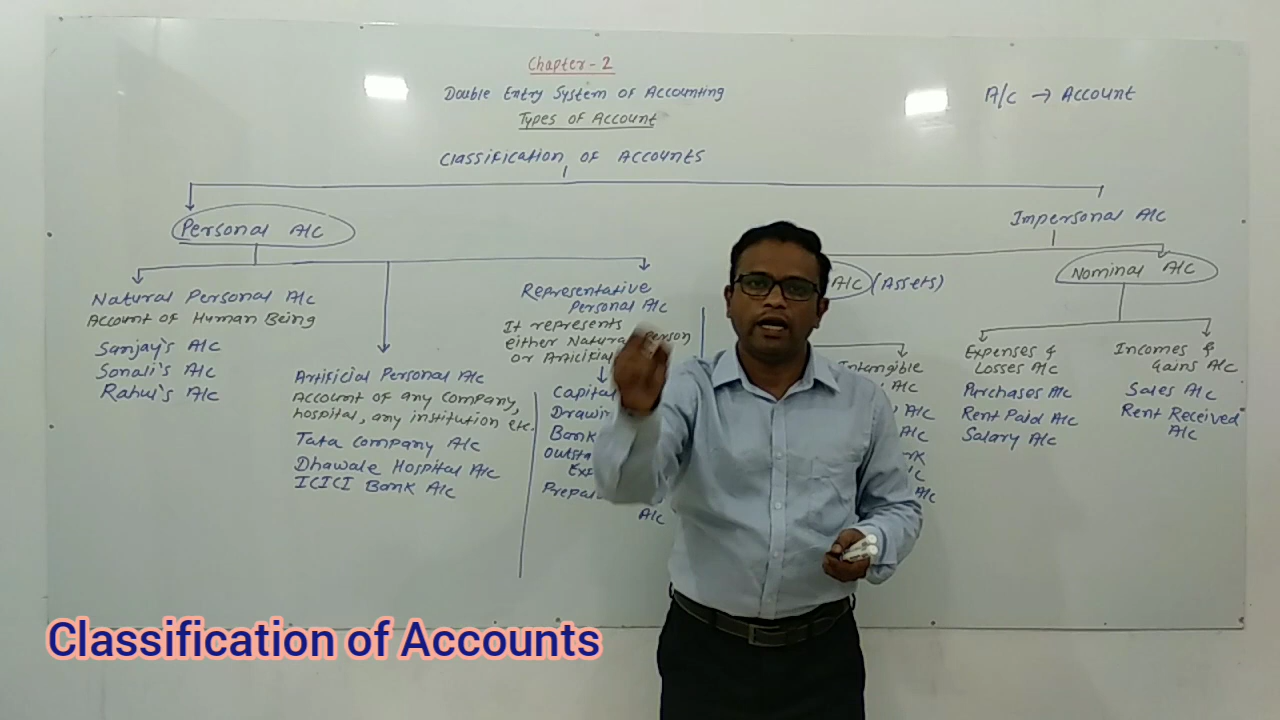 Chapter-2
Double Entry System of Accounting
A/c → Account
Types of Account
Classification of Accounts
Personal A/c
Natural Personal A/c
Account of Human Being
Sanjay's A/c
Sonali's A/c
Rahul's A/c
Artificial Personal A/c
Account of any company,
hospital, any institution etc.
Tata Company A/c
Dhawale Hospital A/c
ICICI Bank A/c
Representative
Personal A/c
It represents
either Natural Person
or
Capital
Bank
A/c
Impersonal A/c
A/c (Assets)
Intangible
A/c
A/c
A/c
A/c
Nominal A/c
Expenses &
Losses A/c
Purchases A/c
Rent Paid A/c
Salary A/c
Incomes &
Gains A/c
Sales A/c
Rent Received
A/c
Classification of Accounts